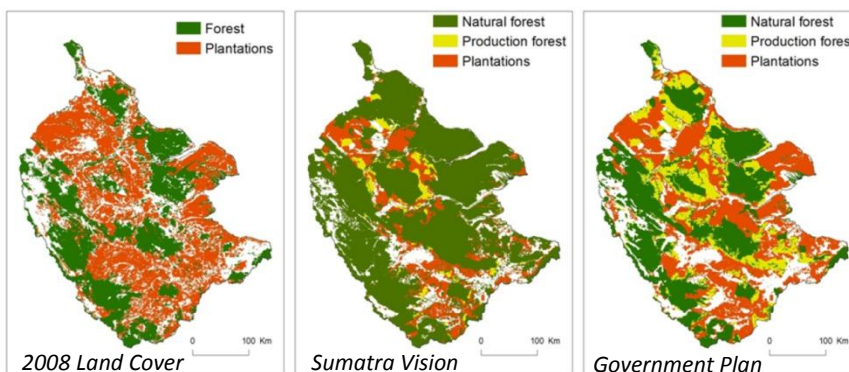 Forest
Plantations
0 100 Km
2008 Land Cover
Natural forest
Production forest
Plantations
0 100 Km
Sumatra Vision
Natural forest
Production forest
Plantations
0 100 Km
Government Plan